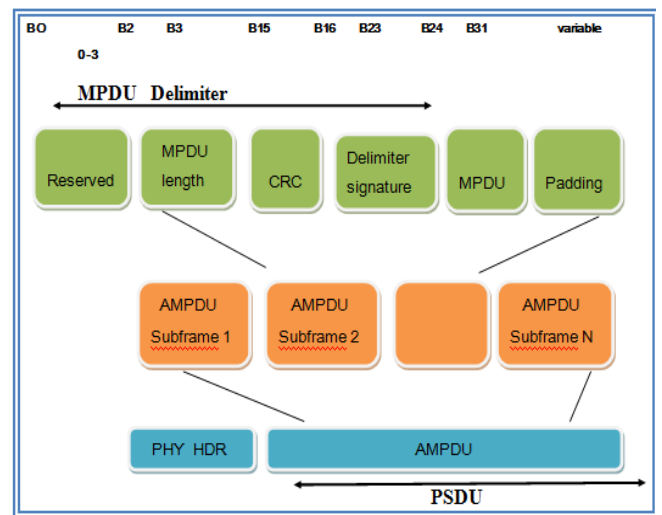 BO B2 B3 B15 B16 B23 B24 B31 variable
0-3
MPDU Delimiter
Reserved
MPDU
length
CRC
Delimiter
signature
MPDU
Padding
AMPDU
Subframe 1
AMPDU
Subframe 2
AMPDU
Subframe N
PHY HDR
AMPDU
PSDU